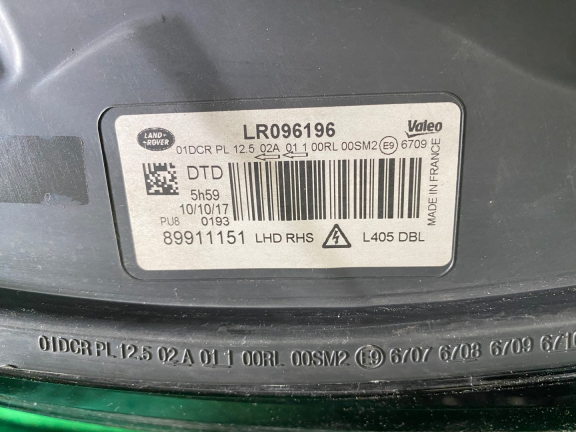 LAND-
ROVER
LR096196
Valeo
01DCR PL 12.5 02A 01 1 00RL 00SM2 E9 6709
DTD
5h59
10/10/17
PU8 0193
MADE IN FRANCE
89911151 LHD RHS L405 DBL
01DCR PL 12.5 02A 01 1 00RL 00SM2 E9 6707 6708 6709 6710